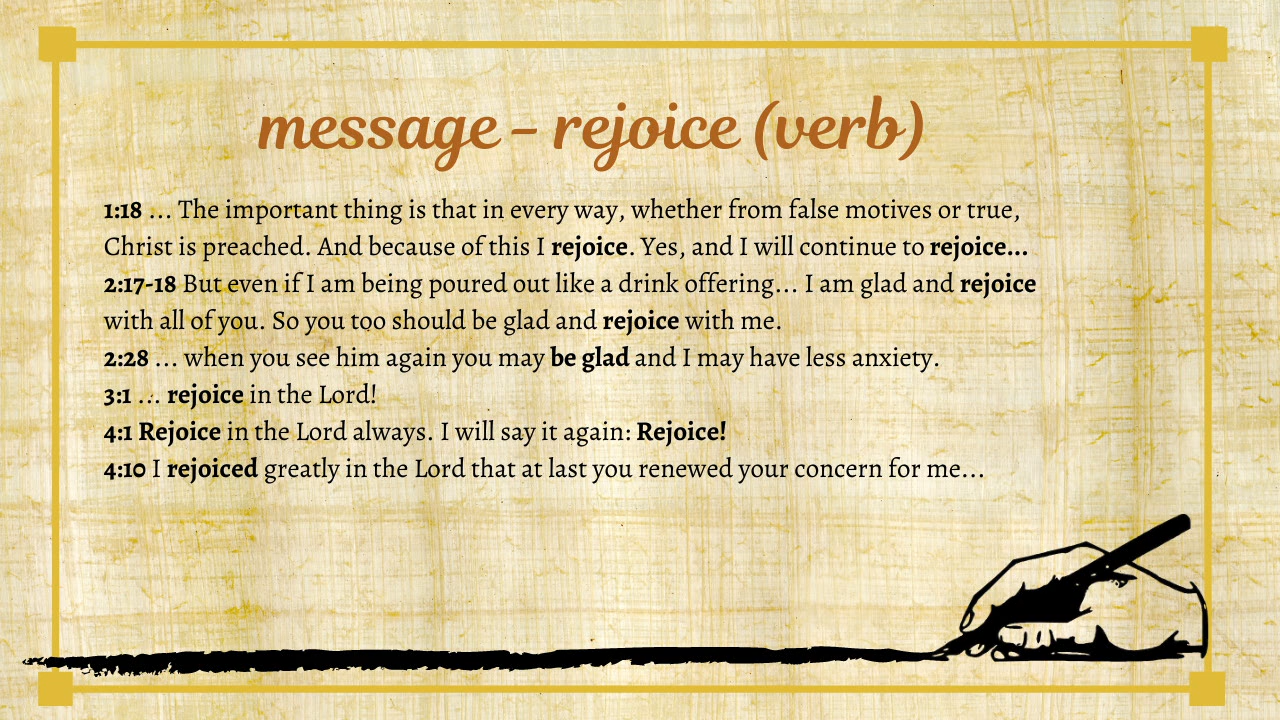 message - rejoice (verb)
1:18 ... The important thing is that in every way, whether from false motives or true,
Christ is preached. And because of this I rejoice. Yes, and I will continue to rejoice...
2:17-18 But even if I am being poured out like a drink offering... I am glad and rejoice
with all of you. So you too should be glad and rejoice with me.
2:28 ... when you see him again you may be glad and I may have less anxiety.
3:1 ... rejoice in the Lord!
4:1 Rejoice in the Lord always. I will say it again: Rejoice!
4:10 I rejoiced greatly in the Lord that at last you renewed your concern for me...